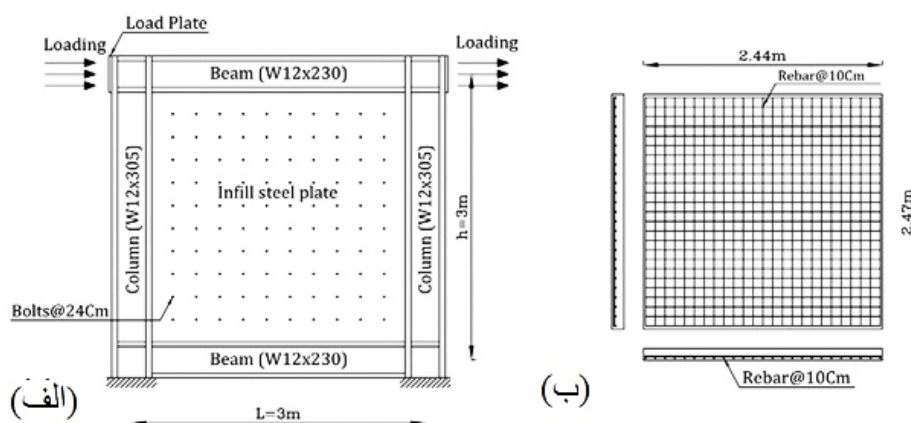 Load Plate
Loading
Loading
Beam (W12x230)
Column (W12x305)
Infill steel plate
Column (W12x305)
h=3m
Bolts@24Cm
Beam (W12x230)
(الف)
L=3m
2.44m
Rebar@10Cm
2.47m
Rebar@10Cm
(ب)